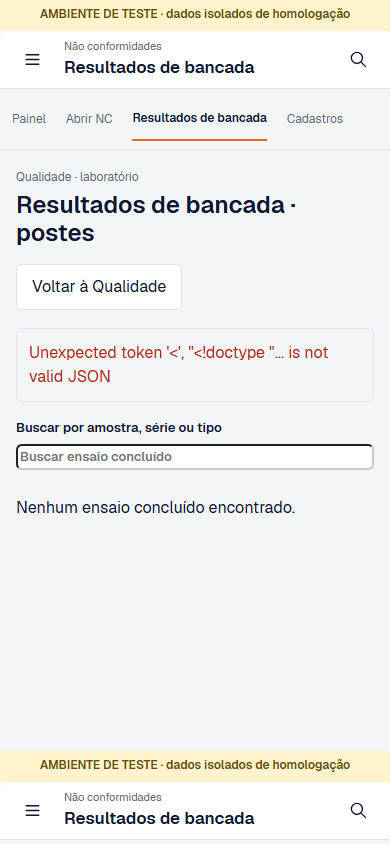 AMBIENTE DE TESTE · dados isolados de homologação
Não conformidades
Resultados de bancada
Painel
Abrir NC
Resultados de bancada
Cadastros
Qualidade · laboratório
Resultados de bancada ·
postes
Voltar à Qualidade
Unexpected token '<', "<!doctype "... is not
valid JSON
Buscar por amostra, série ou tipo
Buscar ensaio concluído
Nenhum ensaio concluído encontrado.
AMBIENTE DE TESTE · dados isolados de homologação
Não conformidades
Resultados de bancada